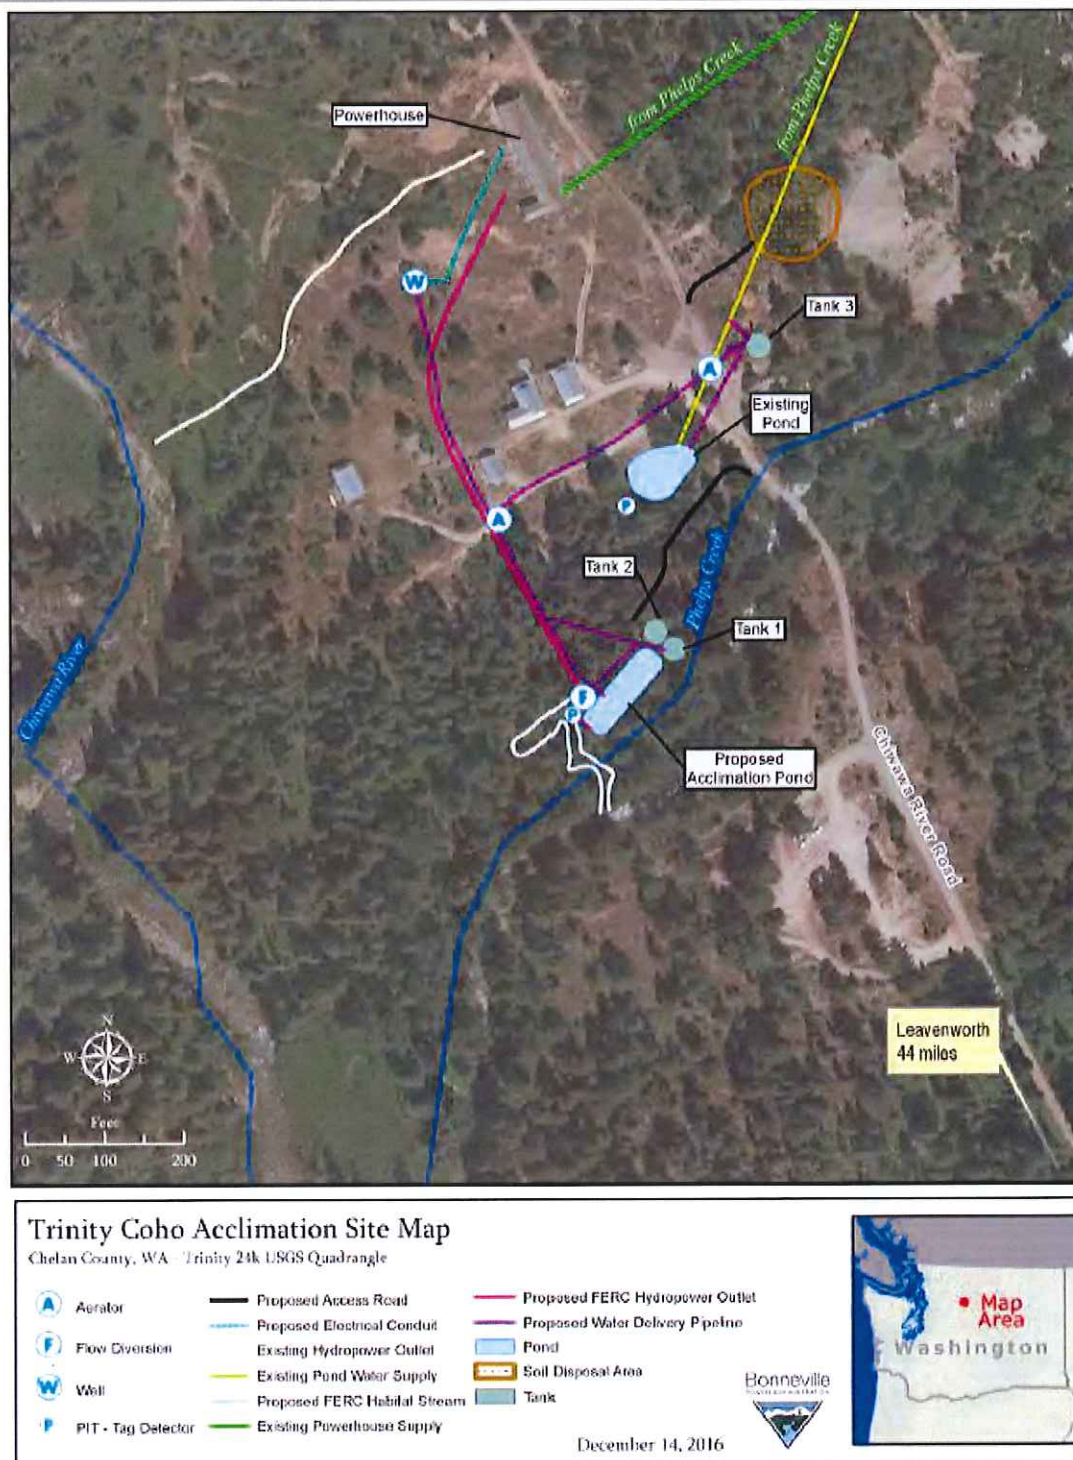 from Phelps Creek
from Phelps Creek
Powerhouse
W
Tank 3
A
Existing
Pond
P
A
Tank 2
Phelps Creek
Tank 1
Chiwawa River
F
P
Proposed
Acclimation Pond
Chiwawa River Road
Leavenworth
44 miles
N
W E
S
Feet
0 50 100 200
Trinity Coho Acclimation Site Map
Chelan County, WA - Trinity 24k USGS Quadrangle
A Aerator
F Flow Diversion
W Well
P PIT - Tag Detector
Proposed Access Road
Proposed Electrical Conduit
Existing Hydropower Outlet
Existing Pond Water Supply
Proposed FERC Habitat Stream
Existing Powerhouse Supply
Proposed FERC Hydropower Outlet
Proposed Water Delivery Pipeline
Pond
Soil Disposal Area
Tank
Bonneville
December 14, 2016
Map
Area
Washington